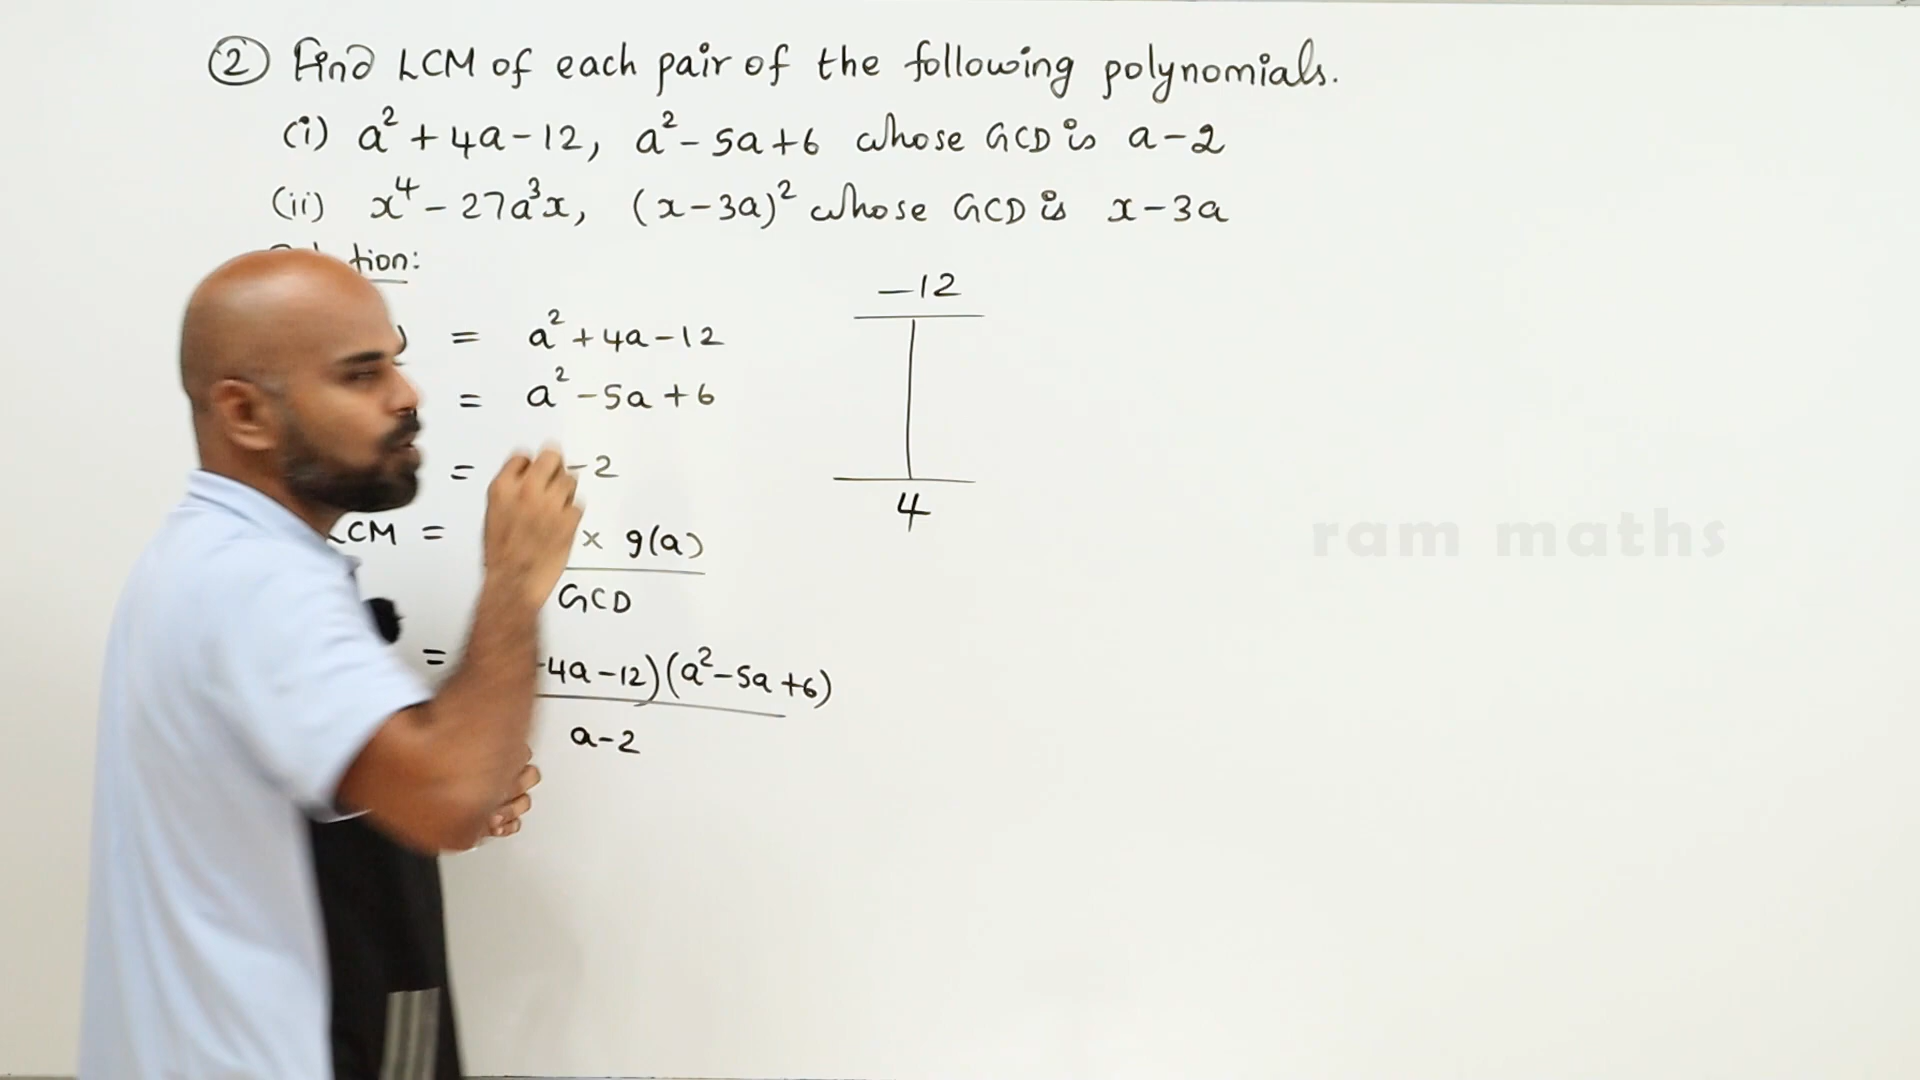 ② Find LCM of each pair of the following polynomials.
(i) a² + 4a - 12, a² - 5a + 6 whose GCD is a - 2
(ii) x⁴ - 27a³x, (x - 3a)² whose GCD is x - 3a
tion:
) = a² + 4a - 12
= a² - 5a + 6
= - 2
LCM = × g(a)
GCD
= 4a - 12)(a² - 5a + 6)
a - 2
-12
4
ram maths